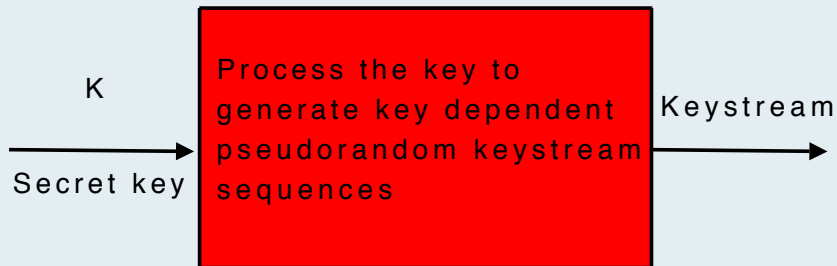 K
Secret key
Process the key to
generate key dependent
pseudorandom keystream
sequences
Keystream